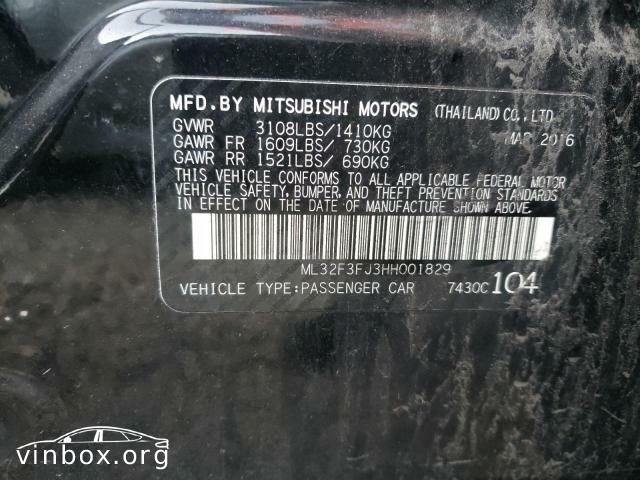 MFD.BY MITSUBISHI MOTORS (THAILAND)CO.,LTD
GVWR 3108LBS/1410KG MAR 2016
GAWR FR 1609LBS/ 730KG
GAWR RR 1521LBS/ 690KG
THIS VEHICLE CONFORMS TO ALL APPLICABLE FEDERAL MOTOR
VEHICLE SAFETY, BUMPER, AND THEFT PREVENTION STANDARDS
IN EFFECT ON THE DATE OF MANUFACTURE SHOWN ABOVE.
ML32F3FJ3HH001829
VEHICLE TYPE:PASSENGER CAR 7430C 104
vinbox.org